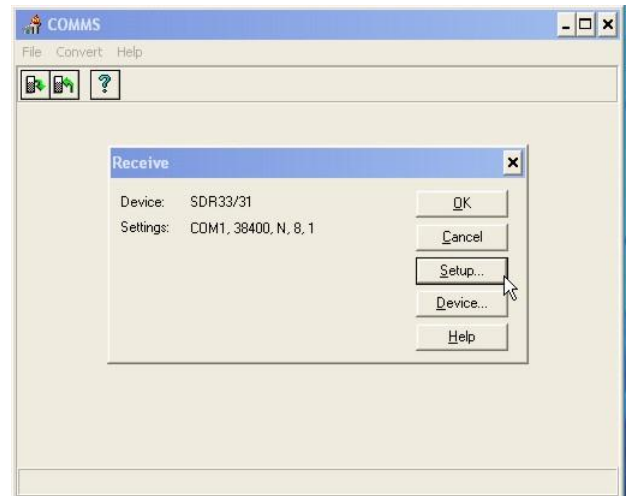 COMMS
File Convert Help
?
Receive
Device: SDR33/31
OK
Settings: COM1, 38400, N, 8, 1
Cancel
Setup...
Device...
Help